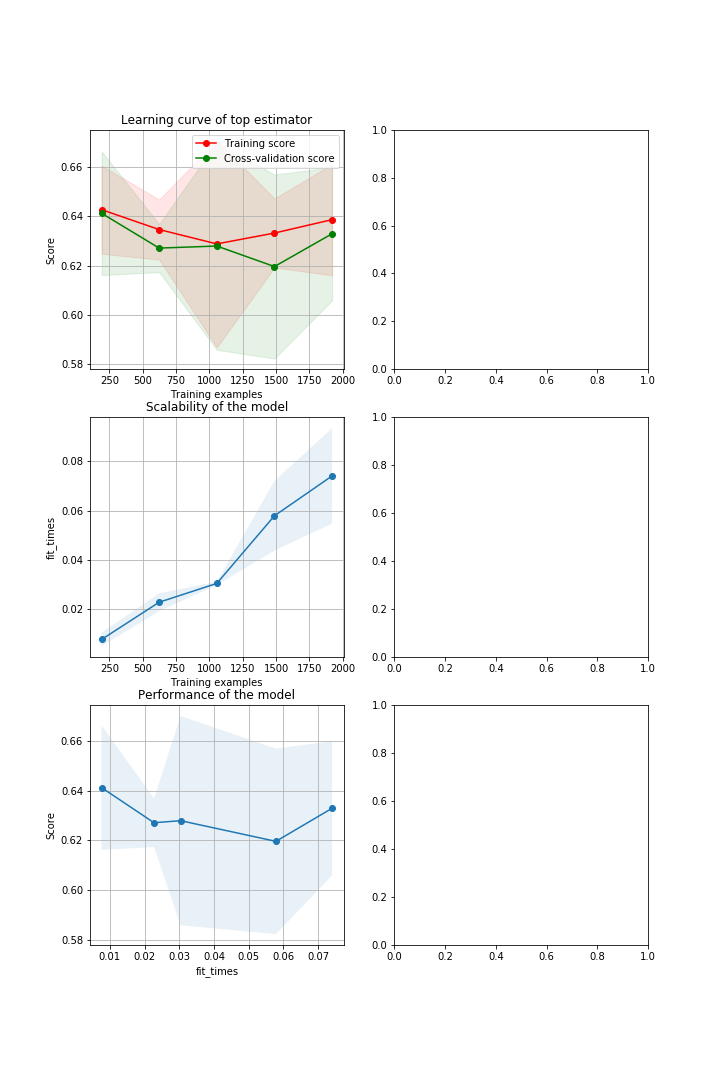 Learning curve of top estimator
Training score
Cross-validation score
0.66
0.64
0.62
0.60
0.58
Score
250 500 750 1000 1250 1500 1750 2000
Training examples
1.0
0.8
0.6
0.4
0.2
0.0
0.0 0.2 0.4 0.6 0.8 1.0
Scalability of the model
0.08
0.06
0.04
0.02
fit_times
250 500 750 1000 1250 1500 1750 2000
Training examples
1.0
0.8
0.6
0.4
0.2
0.0
0.0 0.2 0.4 0.6 0.8 1.0
Performance of the model
0.66
0.64
0.62
0.60
0.58
Score
0.01 0.02 0.03 0.04 0.05 0.06 0.07
fit_times
1.0
0.8
0.6
0.4
0.2
0.0
0.0 0.2 0.4 0.6 0.8 1.0